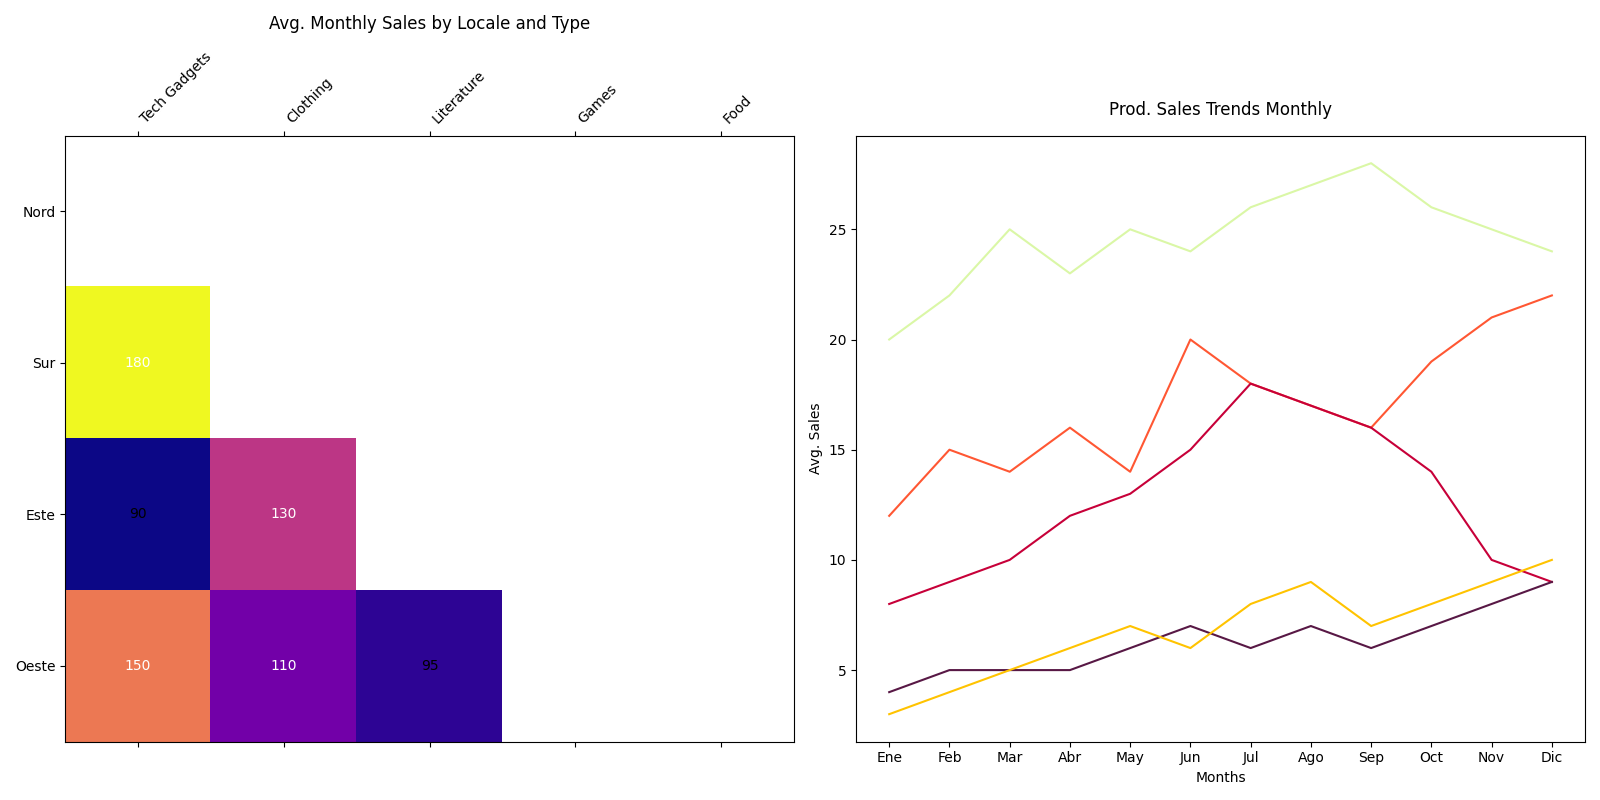 Avg. Monthly Sales by Locale and Type
Tech Gadgets
Clothing
Literature
Games
Food
Nord
Sur
180
Este
90
130
Oeste
150
110
95
Prod. Sales Trends Monthly
Avg. Sales
25
20
15
10
5
Ene Feb Mar Abr May Jun Jul Ago Sep Oct Nov Dic
Months